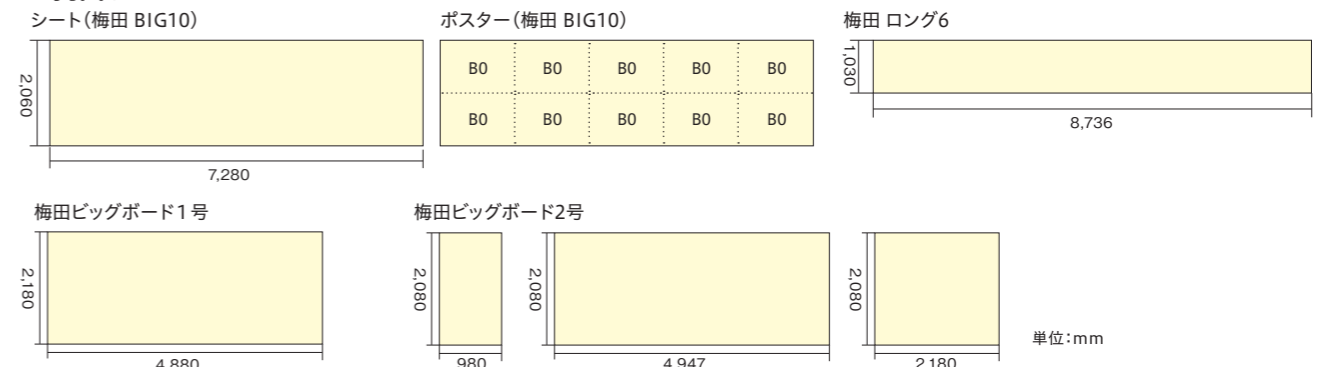 シート（梅田 BIG10）
2,060
7,280
ポスター（梅田 BIG10）
B0 B0 B0 B0 B0
B0 B0 B0 B0 B0
梅田 ロング6
1,030
8,736
梅田ビッグボード1号
2,180
4,880
梅田ビッグボード2号
2,080
980
2,080
4,947
2,080
2,180
単位：mm